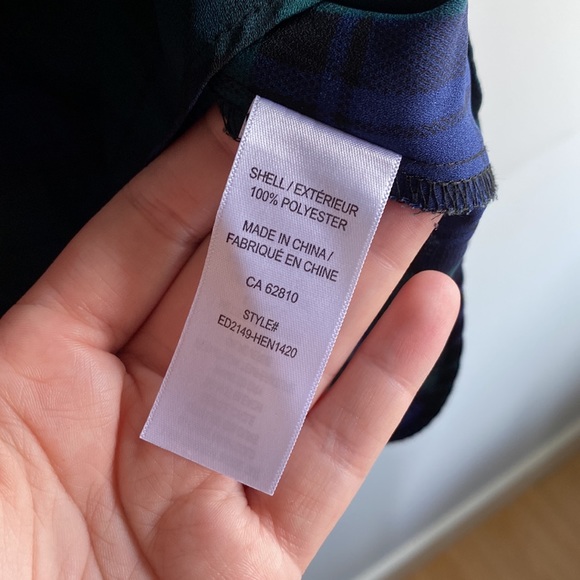 SHELL / EXTÉRIEUR
100% POLYESTER
MADE IN CHINA /
FABRIQUÉ EN CHINE
CA 62810
STYLE#
ED2149-HEN1420